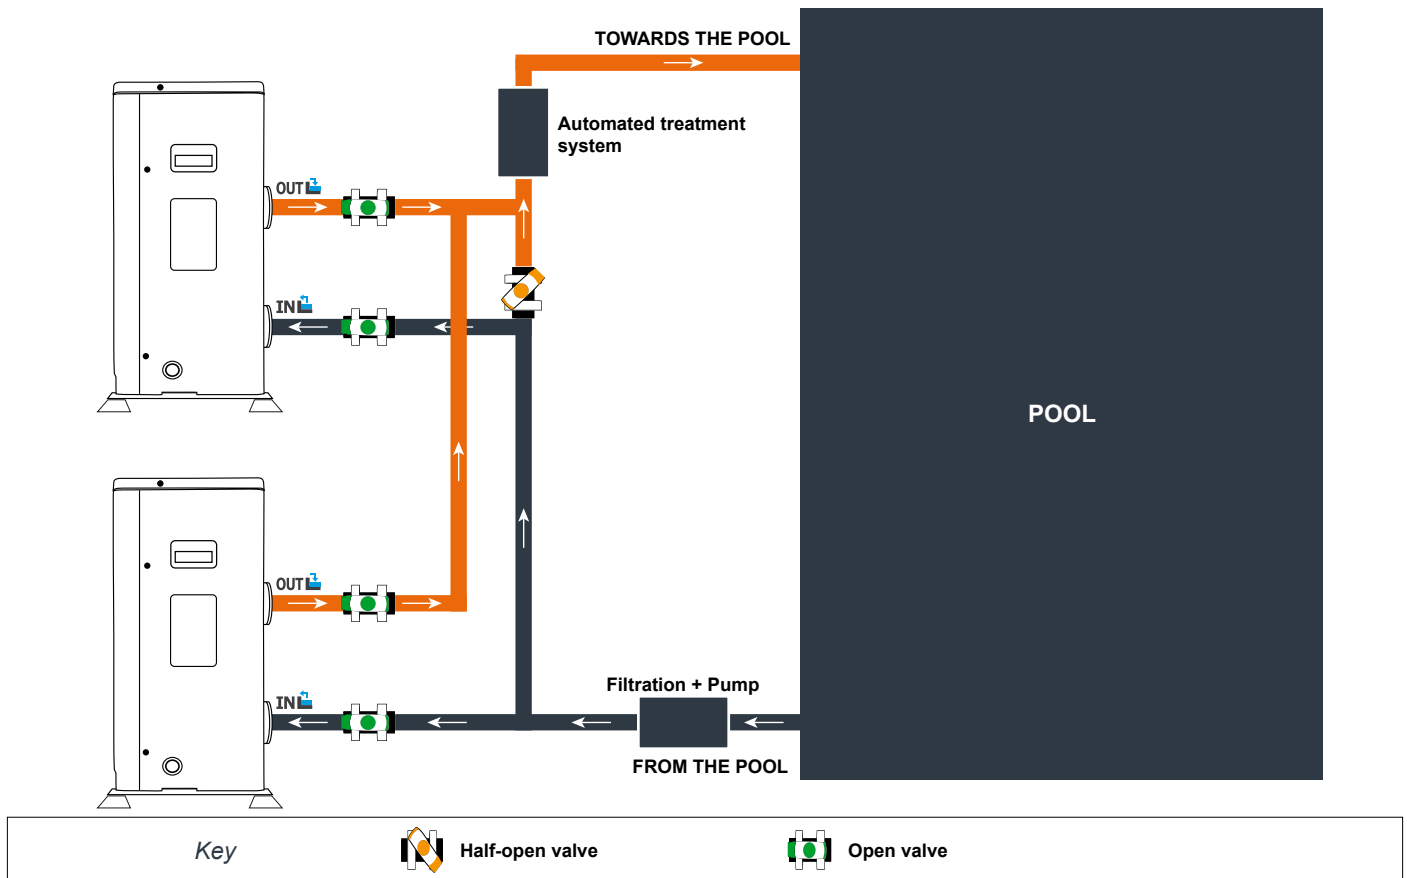 TOWARDS THE POOL
Automated treatment
system
OUT
IN
POOL
OUT
Filtration + Pump
IN
FROM THE POOL
Key
Half-open valve
Open valve